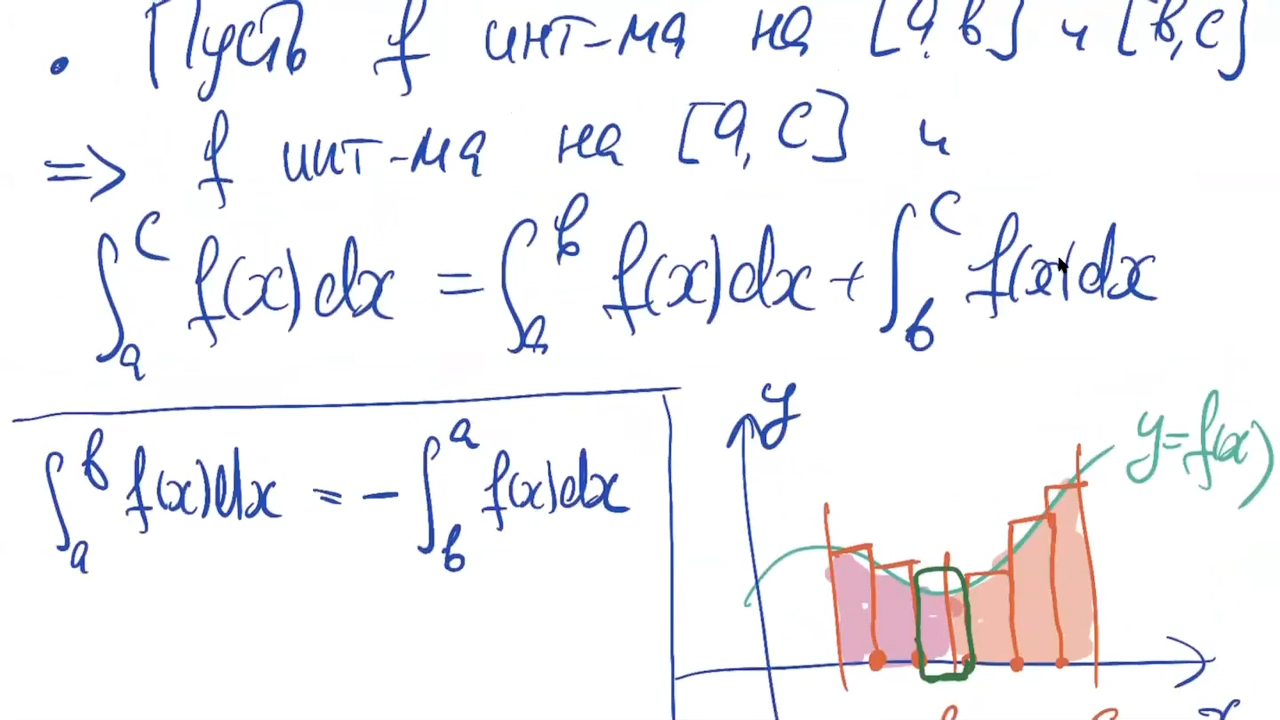 • Пусть f инт-ма на [a, b] и [b, c]
=> f инт-ма на [a, c] и
∫_a^c f(x)dx = ∫_a^b f(x)dx + ∫_b^c f(x)dx
∫_a^b f(x)dx = - ∫_b^a f(x)dx
y
y=f(x)